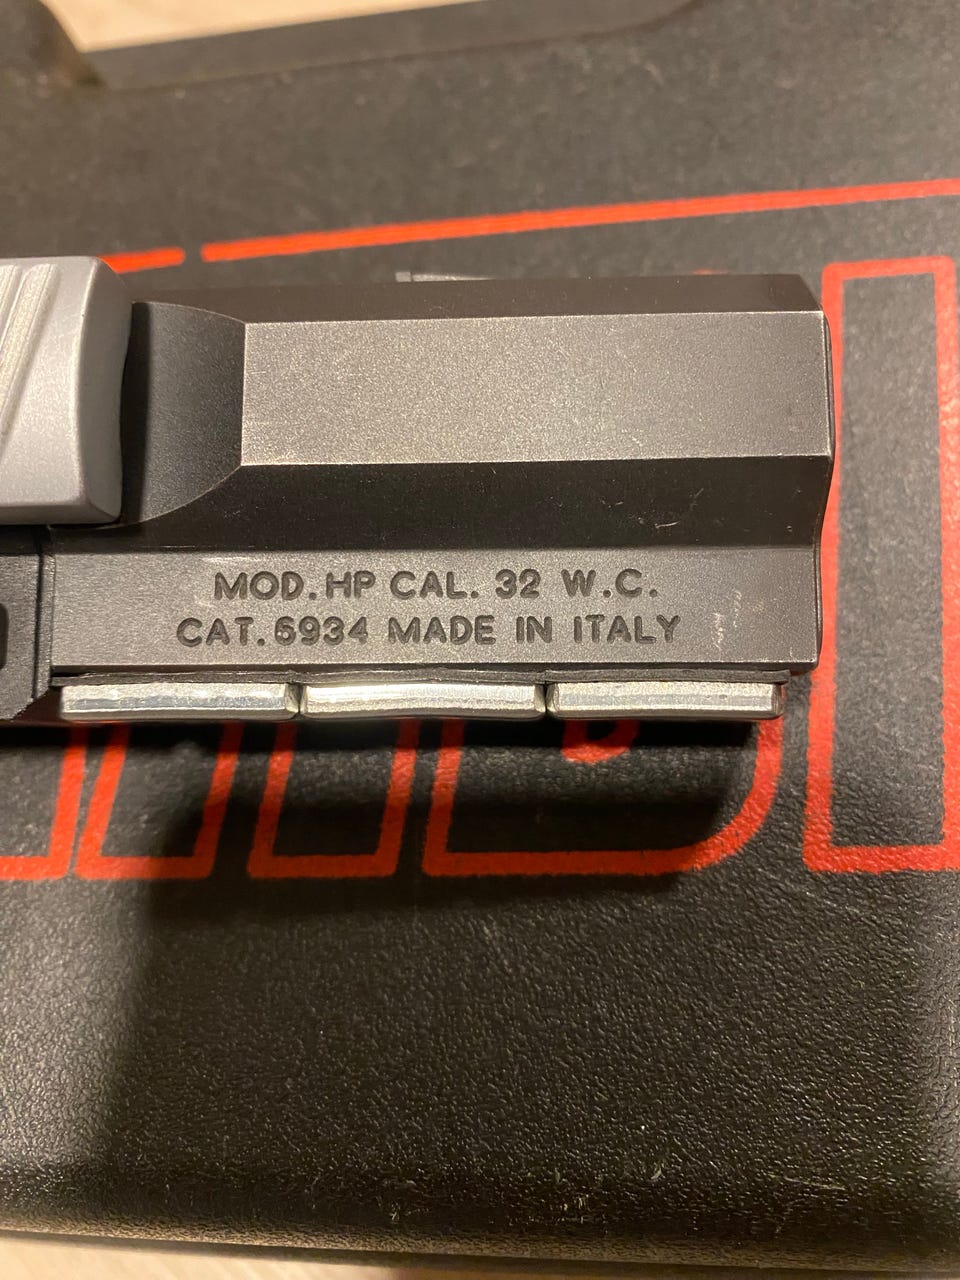 MOD.HP CAL. 32 W.C.
CAT.6934 MADE IN ITALY